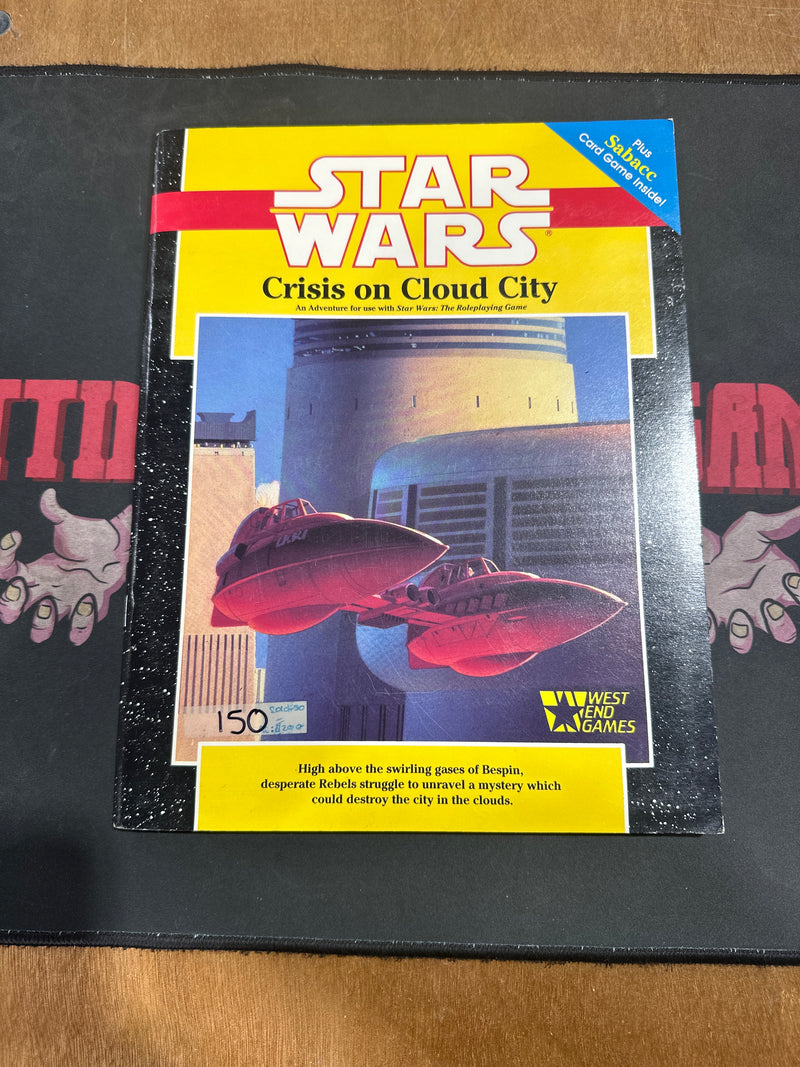 Plus
Sabacc
Card Game Inside!
STAR
WARS®
Crisis on Cloud City
An Adventure for use with Star Wars: The Roleplaying Game
WEST
END
GAMES
150
High above the swirling gases of Bespin,
desperate Rebels struggle to unravel a mystery which
could destroy the city in the clouds.